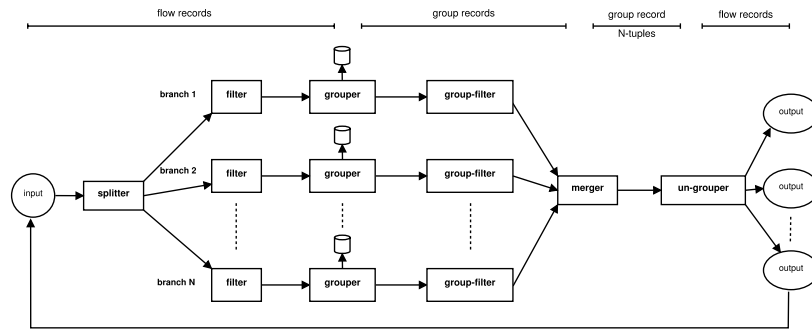 flow records
group records
group record
N-tuples
flow records
branch 1
filter
grouper
group-filter
output
branch 2
input
splitter
filter
grouper
group-filter
merger
un-grouper
output
branch N
filter
grouper
group-filter
output